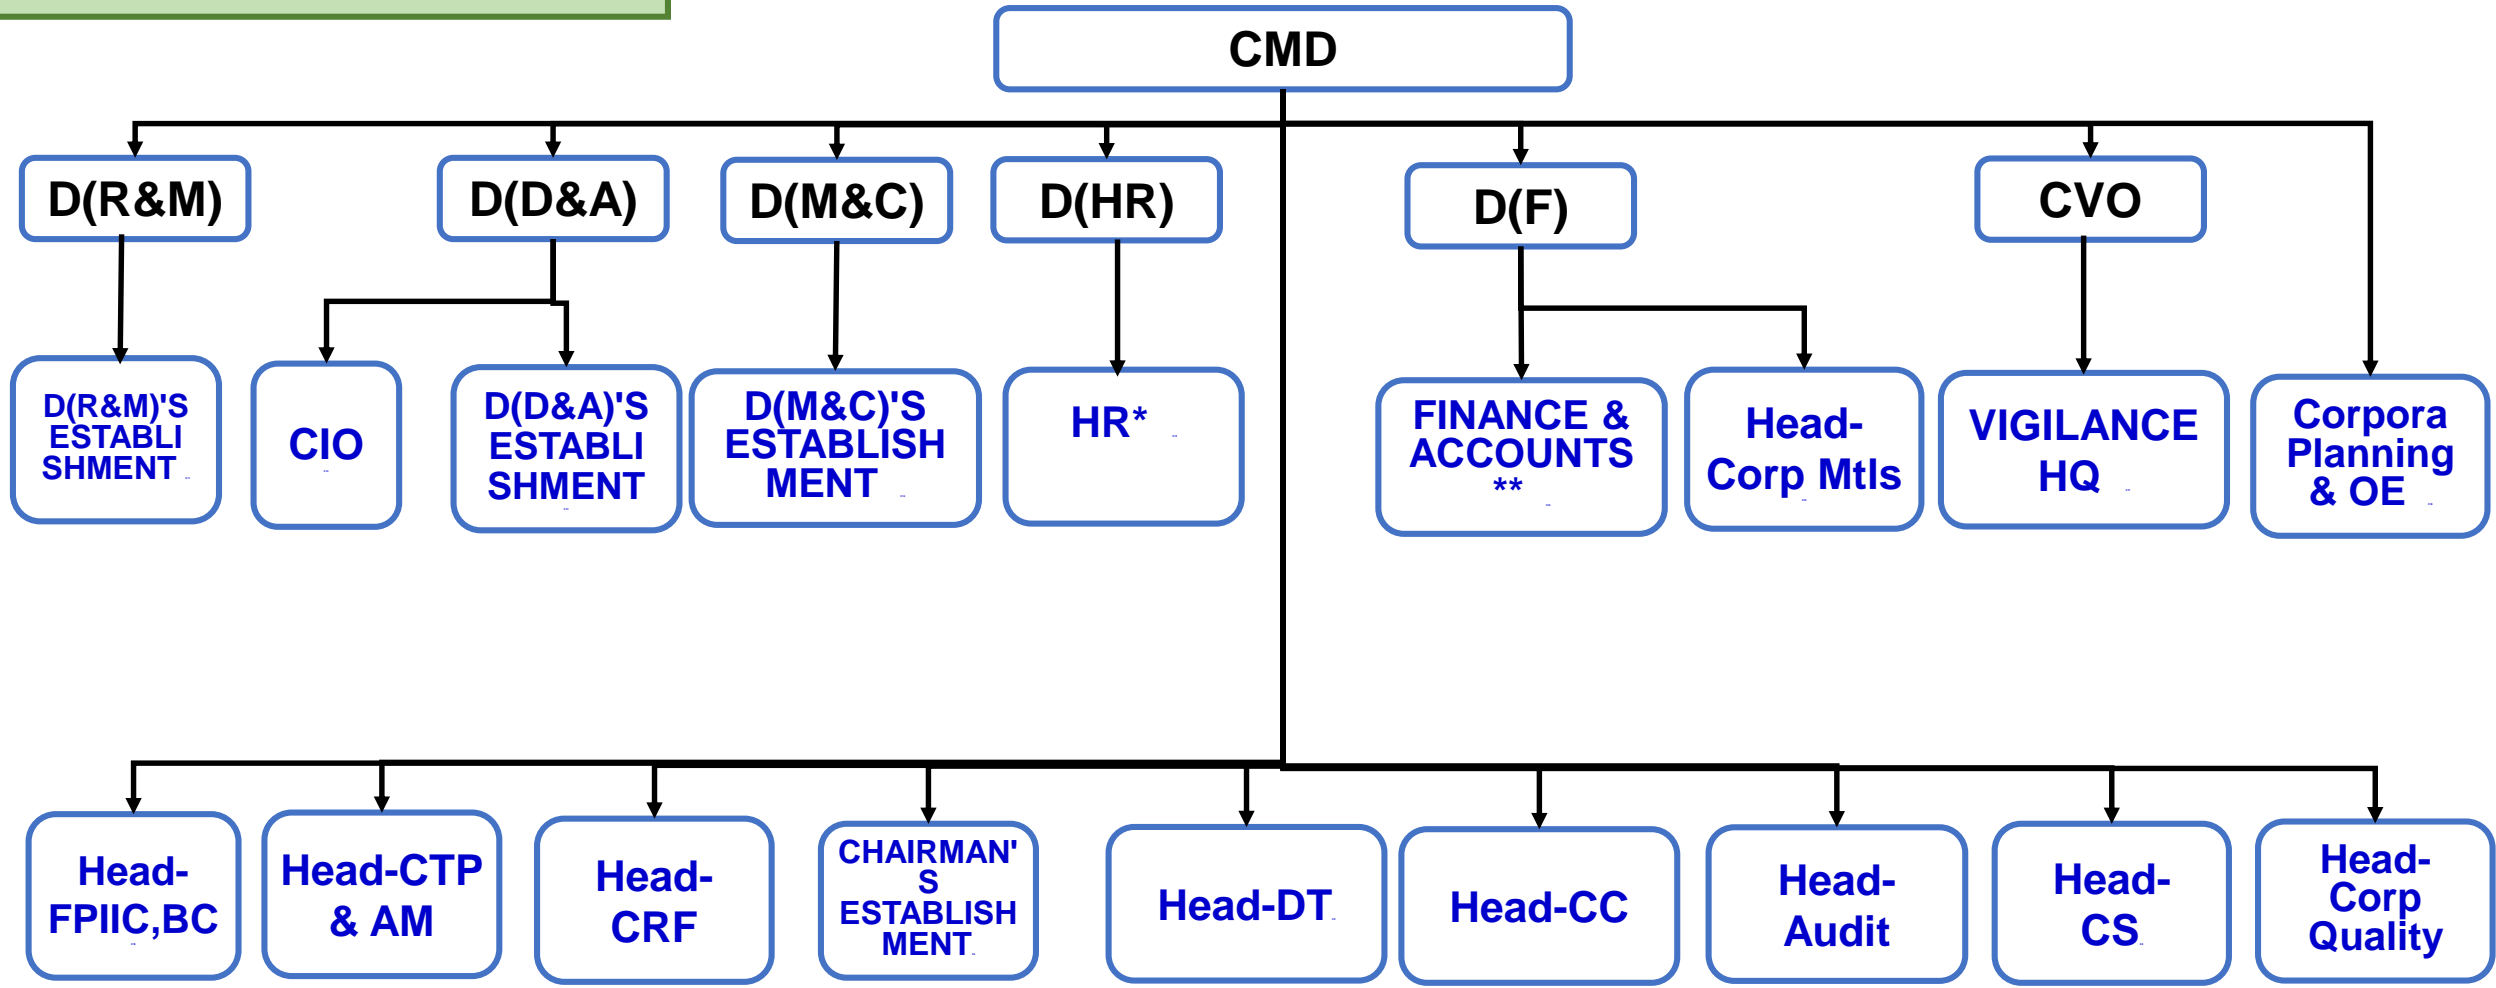 CMD
D(R&M)
D(D&A)
D(M&C)
D(HR)
D(F)
CVO
D(R&M)'S
ESTABLI
SHMENT
CIO
D(D&A)'S
ESTABLI
SHMENT
D(M&C)'S
ESTABLISH
MENT
HR*
FINANCE &
ACCOUNTS
**
Head-
Corp Mtls
VIGILANCE
HQ
Corpora
Planning
& OE
Head-
FPIIC,BC
Head-CTP
& AM
Head-
CRF
CHAIRMAN'
S
ESTABLISH
MENT
Head-DT
Head-CC
Head-
Audit
Head-
CS
Head-
Corp
Quality